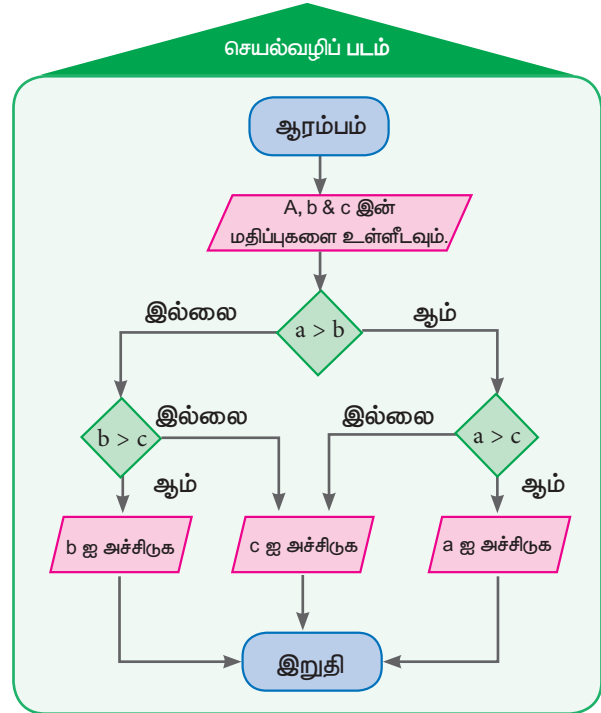 செயல்வழிப் படம்
ஆரம்பம்
A, b & c இன்
மதிப்புகளை உள்ளீடவும்.
a > b
இல்லை
ஆம்
b > c
இல்லை
இல்லை
a > c
ஆம்
ஆம்
b ஐ அச்சிடுக
c ஐ அச்சிடுக
a ஐ அச்சிடுக
இறுதி